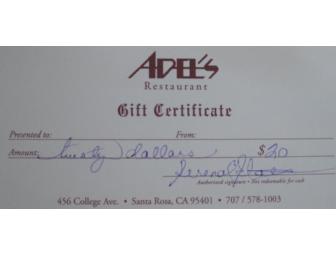 ADEL'S
Restaurant
Gift Certificate
Presented to: From:
Amount: twenty dollars $20
Authorized signature • Not redeemable for cash
456 College Ave. • Santa Rosa, CA 95401 • 707 / 578-1003